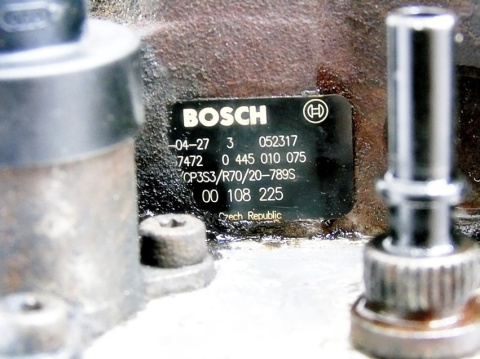 BOSCH
-04-27 3 052317
7472 0 445 010 075
CP3S3/R70/20-789S
00 108 225
Czech Republic